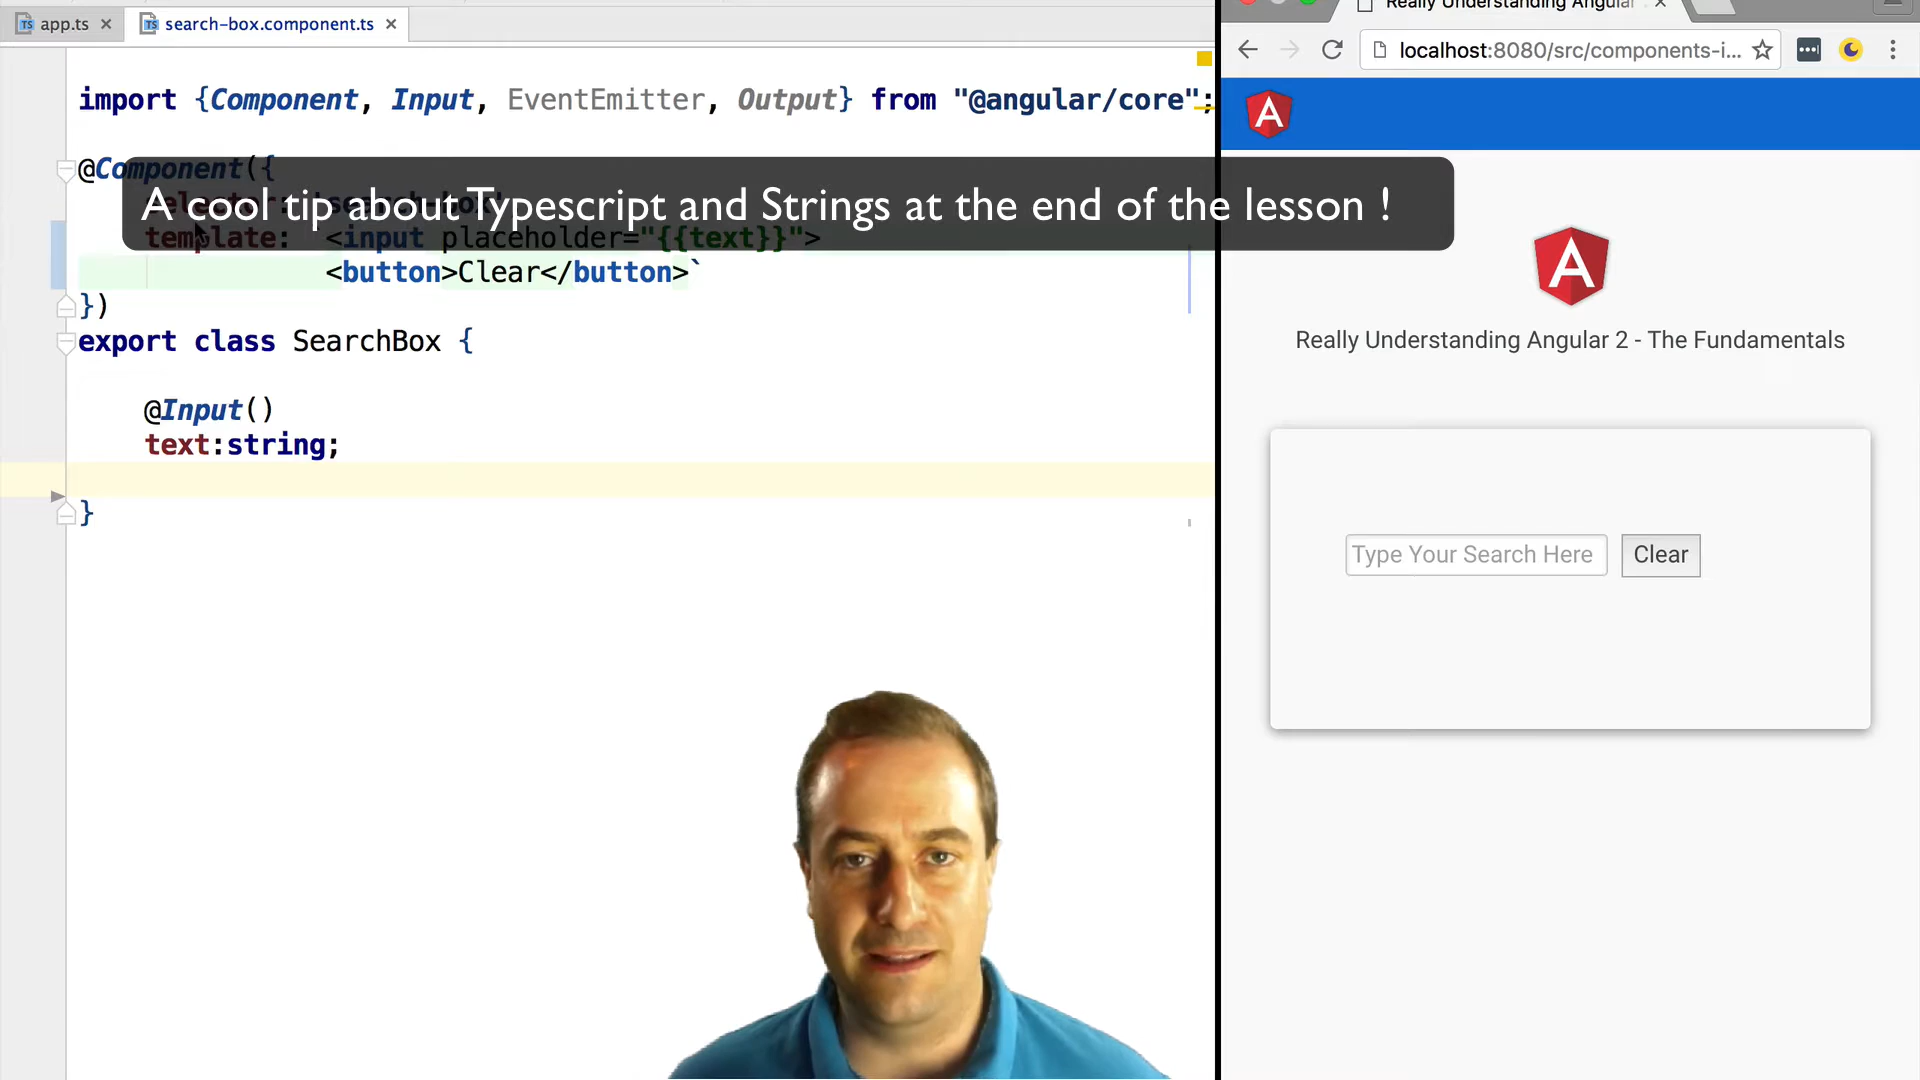 app.ts
search-box.component.ts
import {Component, Input, EventEmitter, Output} from "@angular/core";
@Component({
selector: 'search-box',
template: `<input placeholder="{{text}}">
<button>Clear</button>`
})
export class SearchBox {
@Input()
text:string;
}
A cool tip about Typescript and Strings at the end of the lesson !
Really Understanding Angular
localhost:8080/src/components-i...
Really Understanding Angular 2 - The Fundamentals
Type Your Search Here
Clear